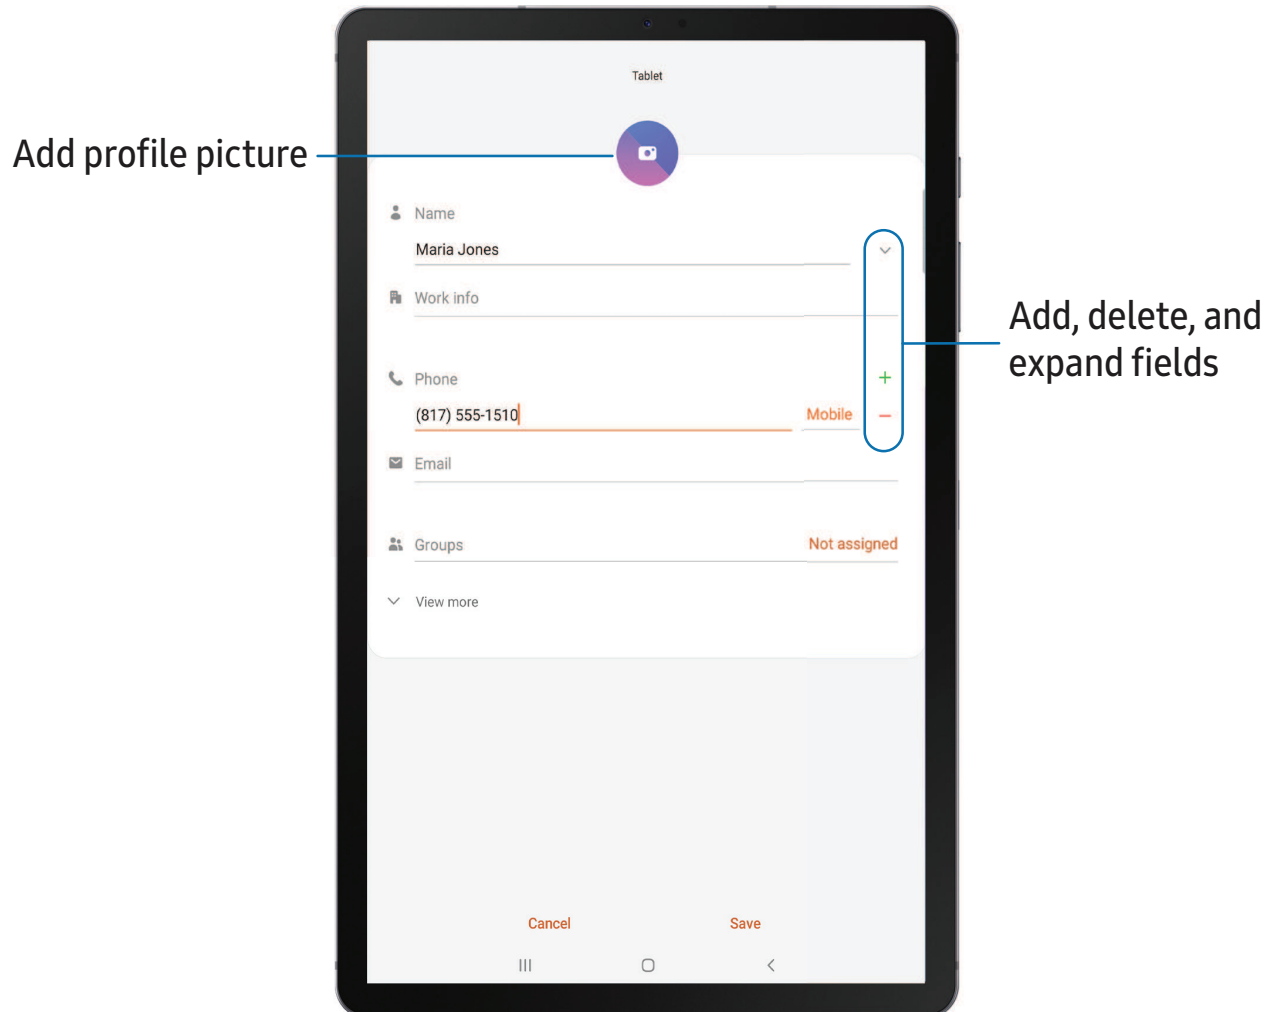 Tablet
Add profile picture
Name
Maria Jones
Work info
Add, delete, and
expand fields
Phone
(817) 555-1510
Mobile
Email
Groups
Not assigned
View more
Cancel
Save